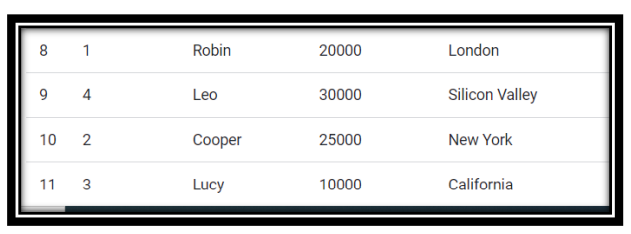 8 1 Robin 20000 London
9 4 Leo 30000 Silicon Valley
10 2 Cooper 25000 New York
11 3 Lucy 10000 California